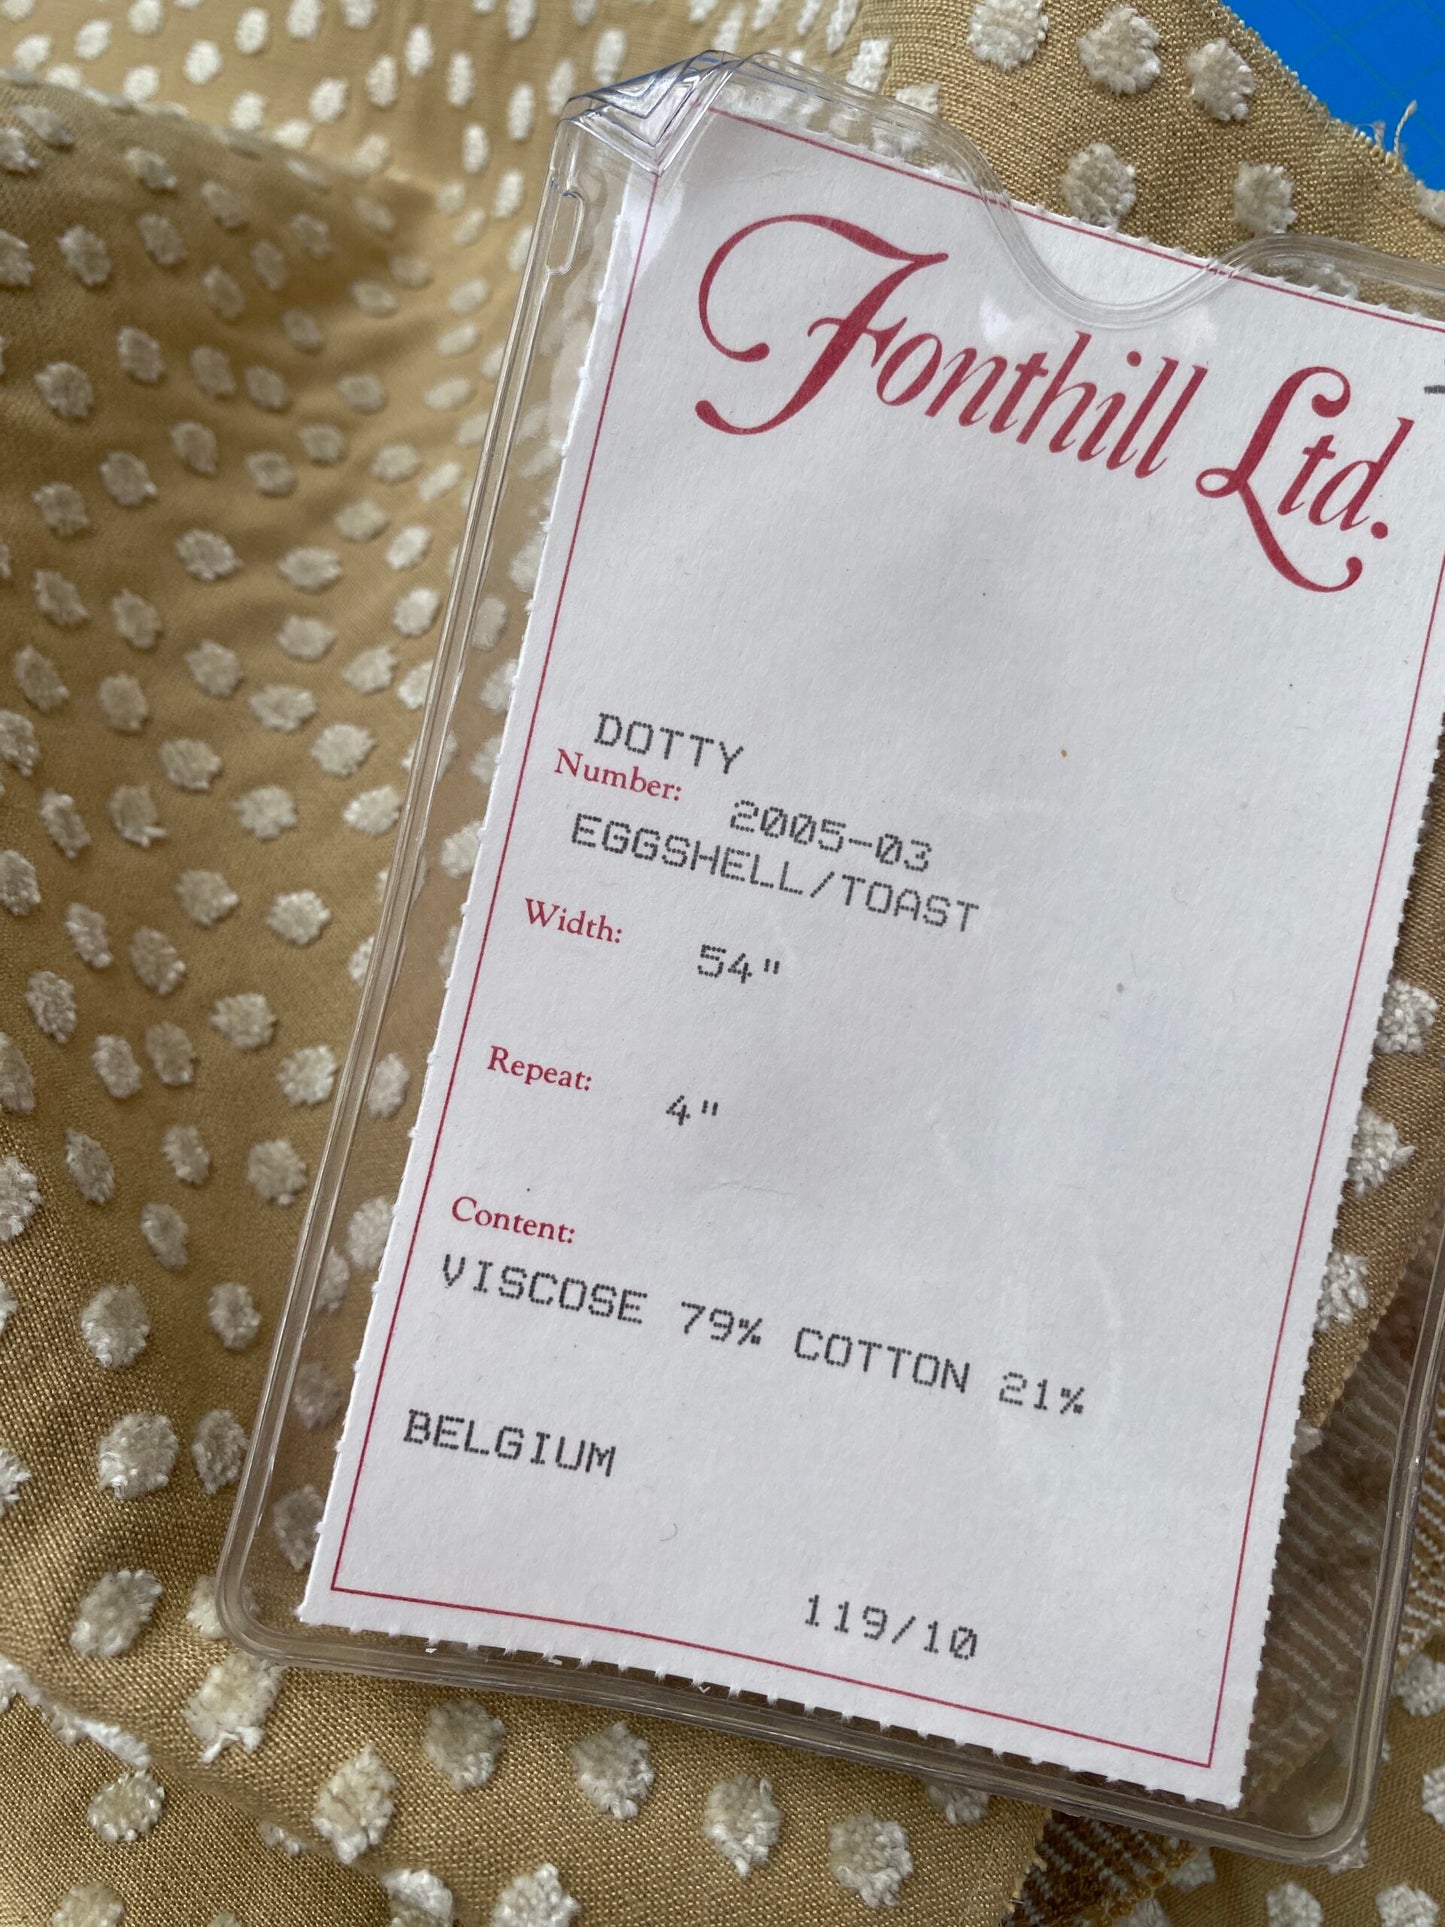 Fonthill Ltd.
DOTTY
Number: 2005-03
EGGSHELL/TOAST
Width: 54"
Repeat: 4"
Content:
VISCOSE 79% COTTON 21%
BELGIUM
119/10